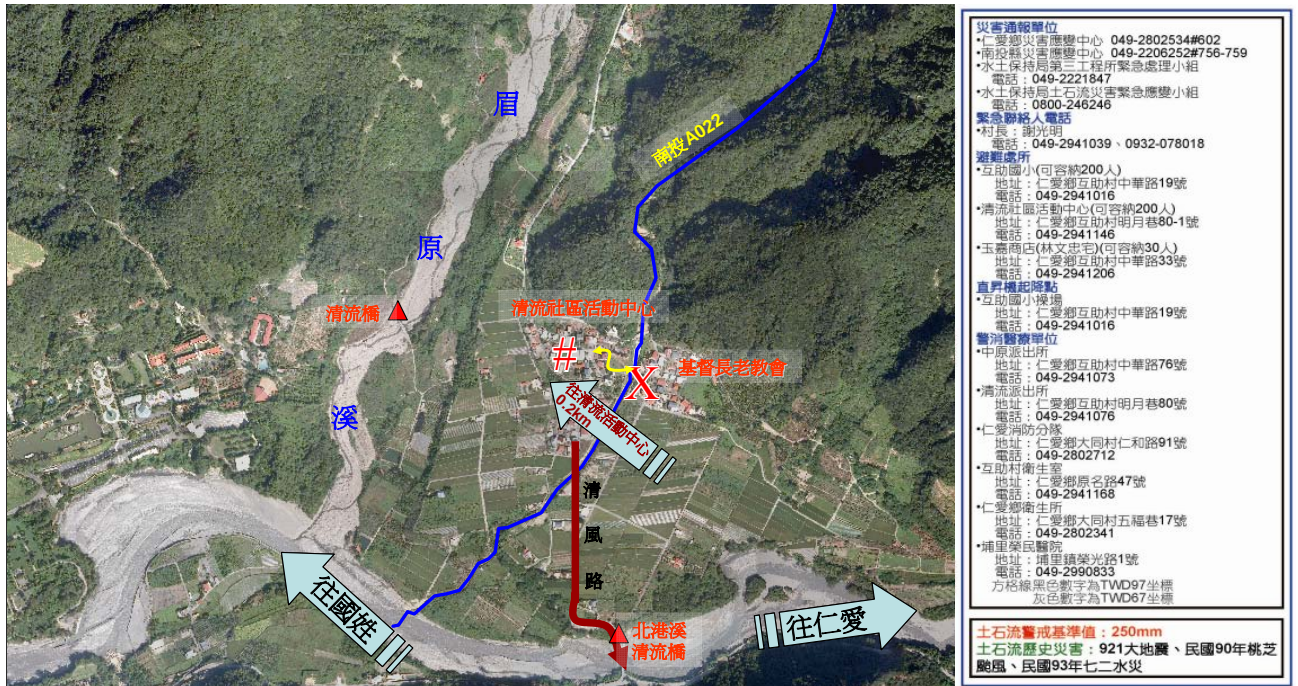 眉
原
溪
南投A022
清流橋
清流社區活動中心
#
X
基督長老教會
往清流活動中心
0.2km
清
風
路
往國姓
往仁愛
北港溪
清流橋
災害通報單位
•仁愛鄉災害應變中心 049-2802534#602
•南投縣災害應變中心 049-2206252#756-759
•水土保持局第三工程所緊急處理小組
電話：049-2221847
•水土保持局土石流災害緊急應變小組
電話：0800-246246
緊急聯絡人電話
•村長：謝光明
電話：049-2941039、0932-078018
避難處所
•互助國小(可容納200人)
地址：仁愛鄉互助村中華路19號
電話：049-2941016
•清流社區活動中心(可容納200人)
地址：仁愛鄉互助村明月巷80-1號
電話：049-2941146
•玉嘉商店(林文忠宅)(可容納30人)
地址：仁愛鄉互助村中華路33號
電話：049-2941206
直昇機起降點
•互助國小操場
地址：仁愛鄉互助村中華路19號
電話：049-2941016
警消醫療單位
•中原派出所
地址：仁愛鄉互助村中華路76號
電話：049-2941073
•清流派出所
地址：仁愛鄉互助村明月巷80號
電話：049-2941076
•仁愛消防分隊
地址：仁愛鄉大同村仁和路91號
電話：049-2802712
•互助村衛生室
地址：仁愛鄉原名路47號
電話：049-2941168
•仁愛鄉衛生所
地址：仁愛鄉大同村五福巷17號
電話：049-2802341
•埔里榮民醫院
地址：埔里鎮榮光路1號
電話：049-2990833
方格線黑色數字為TWD97坐標
灰色數字為TWD67坐標
土石流警戒基準值：250mm
土石流歷史災害：921大地震、民國90年桃芝
颱風、民國93年七二水災